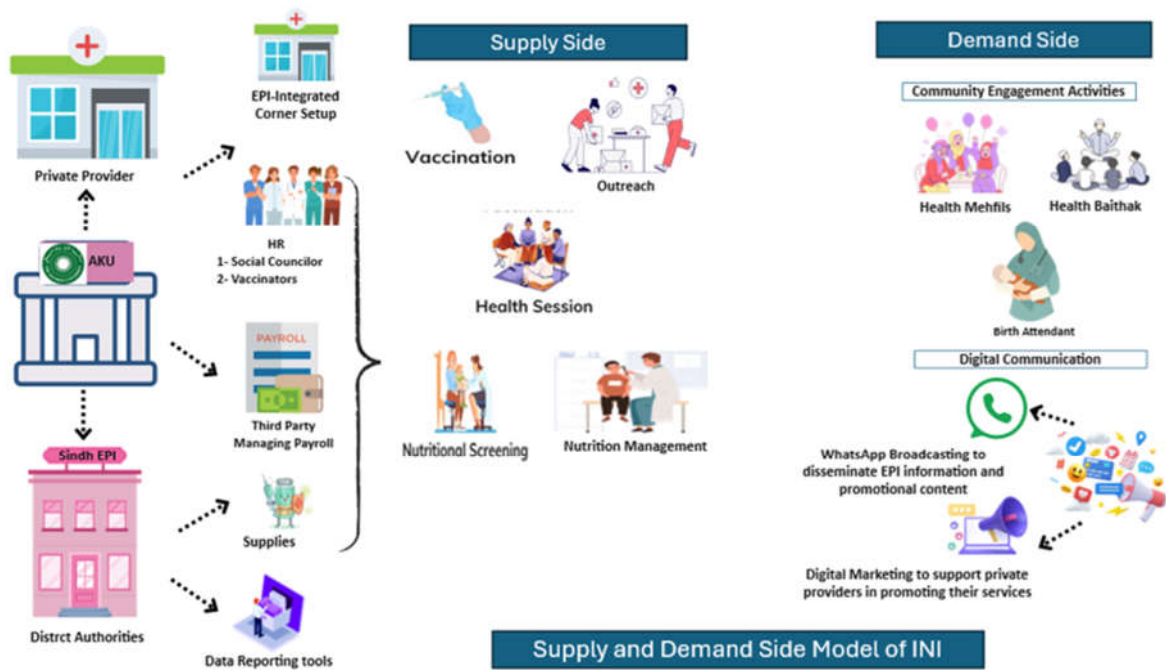 Supply Side
Demand Side
EPI-Integrated
Corner Setup
Community Engagement Activities
Vaccination
Outreach
Private Provider
Health Mehfils
Health Baithak
HR
1- Social Councilor
2- Vaccinators
AKU
Health Session
Birth Attendant
PAYROLL
Digital Communication
Third Party
Managing Payroll
Nutritional Screening
Nutrition Management
Sindh EPI
WhatsApp Broadcasting to
disseminate EPI information and
promotional content
Supplies
Digital Marketing to support private
providers in promoting their services
Distrct Authorities
Data Reporting tools
Supply and Demand Side Model of INI